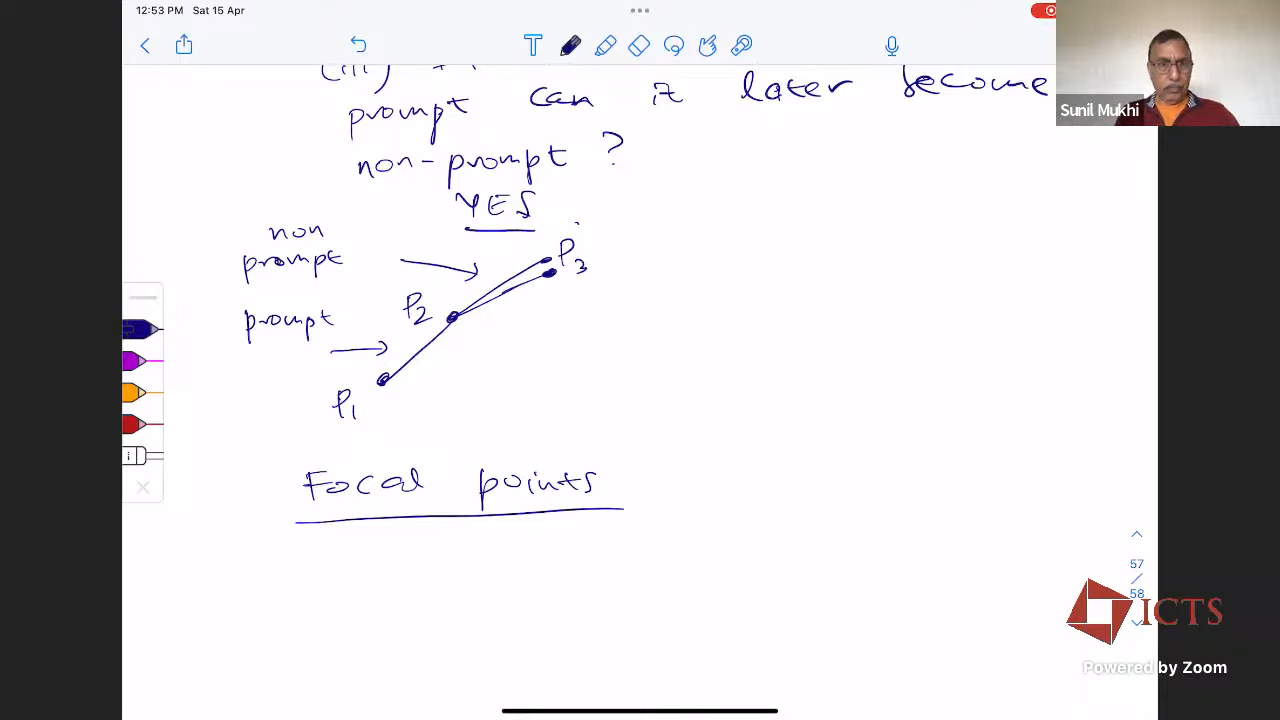 12:53 PM Sat 15 Apr
Sunil Mukhi
(iii)
prompt can it later become
non-prompt ?
YES
non
prompt
P3
prompt
P2
P1
Focal points
57
/
58
ICTS
Powered by Zoom